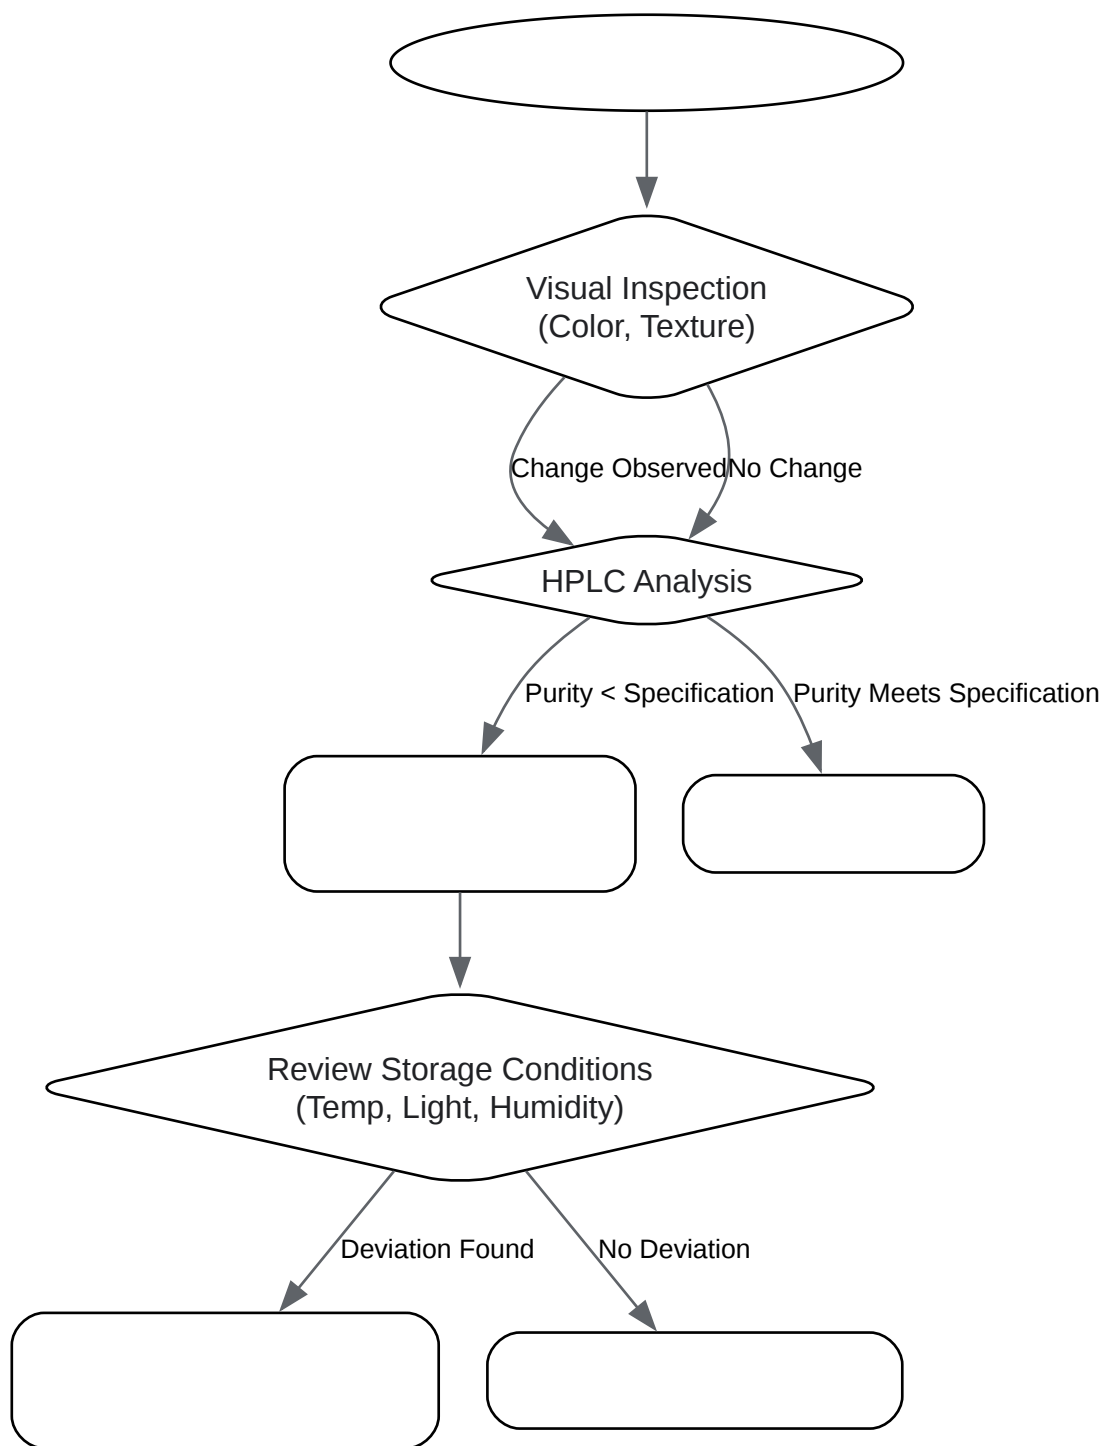 Visual Inspection
(Color, Texture)
Change Observed
No Change
HPLC Analysis
Purity < Specification
Purity Meets Specification
Review Storage Conditions
(Temp, Light, Humidity)
Deviation Found
No Deviation